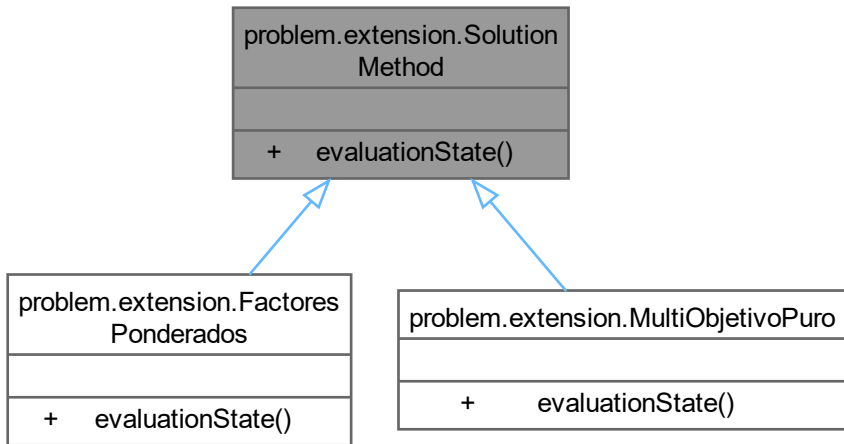 problem.extension.Solution
Method
+ evaluationState()
problem.extension.Factores
Ponderados
+ evaluationState()
problem.extension.MultiObjetivoPuro
+ evaluationState()